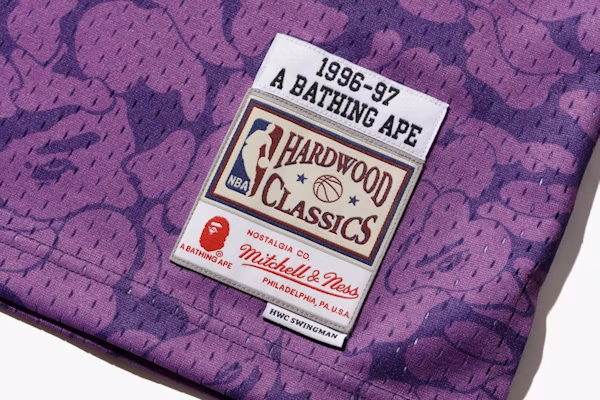 1996-97
A BATHING APE
NBA
HARDWOOD
CLASSICS
NOSTALGIA CO.
Mitchell & Ness
PHILADELPHIA, PA. U.S.A.
A BATHING APE®
HWC SWINGMAN